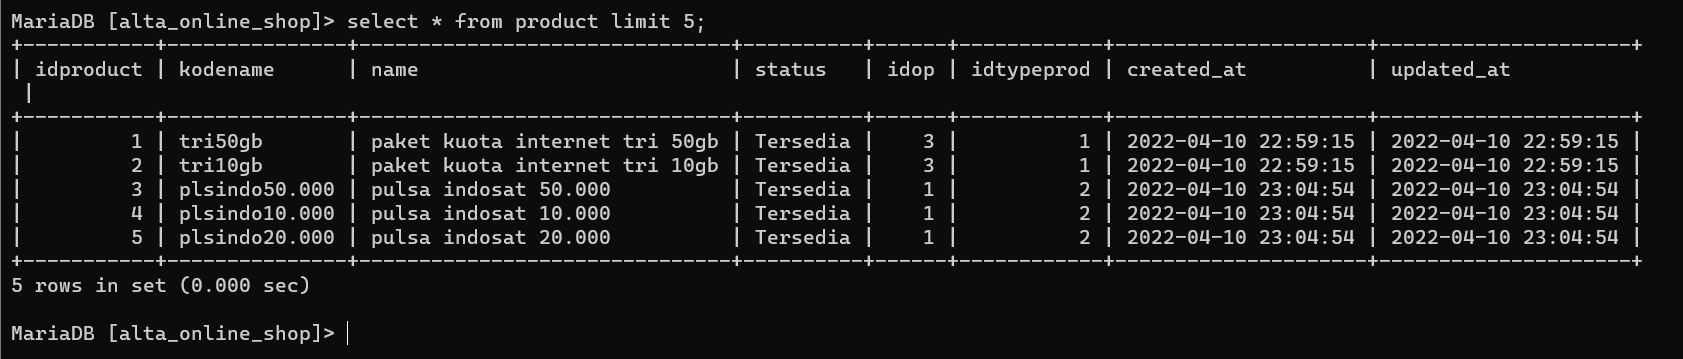 MariaDB [alta_online_shop]> select * from product limit 5;
+-----------+---------------+-------------------------------+----------+------+------------+---------------------+---------------------+
| idproduct | kodename      | name                          | status   | idop | idtypeprod | created_at          | updated_at
 |
+-----------+---------------+-------------------------------+----------+------+------------+---------------------+---------------------+
|         1 | tri50gb       | paket kuota internet tri 50gb | Tersedia |    3 |          1 | 2022-04-10 22:59:15 | 2022-04-10 22:59:15 |
|         2 | tri10gb       | paket kuota internet tri 10gb | Tersedia |    3 |          1 | 2022-04-10 22:59:15 | 2022-04-10 22:59:15 |
|         3 | plsindo50.000 | pulsa indosat 50.000          | Tersedia |    1 |          2 | 2022-04-10 23:04:54 | 2022-04-10 23:04:54 |
|         4 | plsindo10.000 | pulsa indosat 10.000          | Tersedia |    1 |          2 | 2022-04-10 23:04:54 | 2022-04-10 23:04:54 |
|         5 | plsindo20.000 | pulsa indosat 20.000          | Tersedia |    1 |          2 | 2022-04-10 23:04:54 | 2022-04-10 23:04:54 |
+-----------+---------------+-------------------------------+----------+------+------------+---------------------+---------------------+
5 rows in set (0.000 sec)
MariaDB [alta_online_shop]>